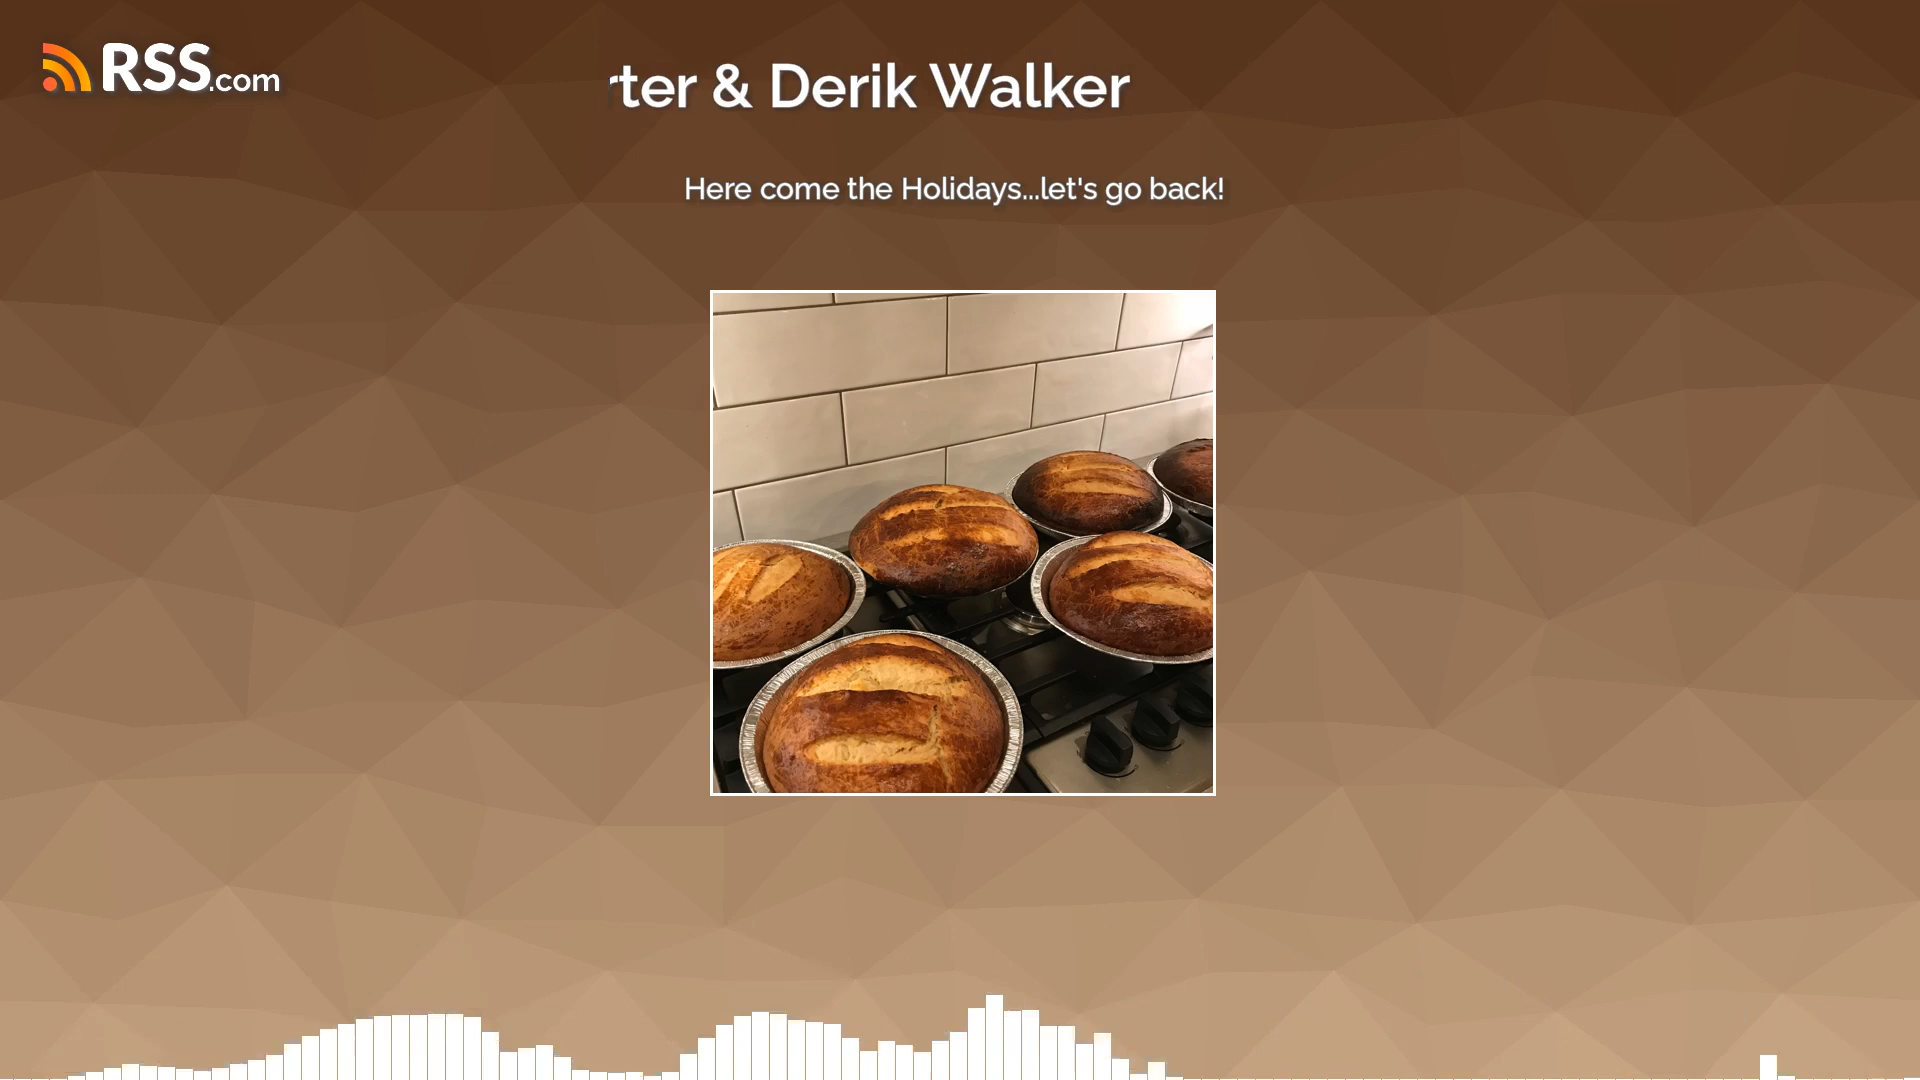 RSS.com
ter & Derik Walker
Here come the Holidays...let's go back!